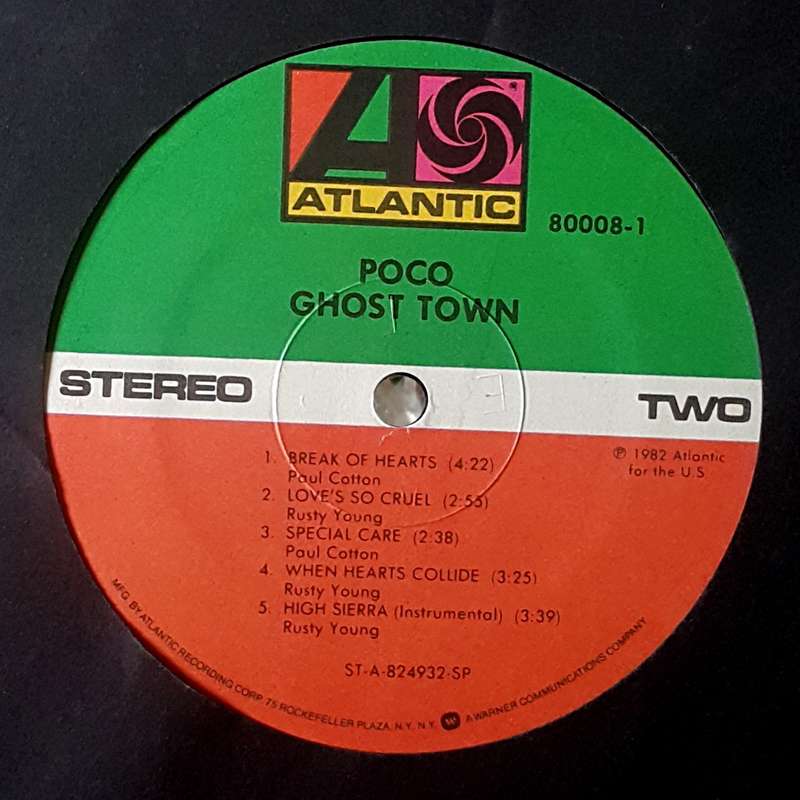 ATLANTIC
80008-1
POCO
GHOST TOWN
STEREO
TWO
℗ 1982 Atlantic
for the U.S
1. BREAK OF HEARTS (4:22)
Paul Cotton
2. LOVE'S SO CRUEL (2:55)
Rusty Young
3. SPECIAL CARE (2:38)
Paul Cotton
4. WHEN HEARTS COLLIDE (3:25)
Rusty Young
5. HIGH SIERRA (Instrumental) (3:39)
Rusty Young
ST-A-824932-SP
MFG. BY ATLANTIC RECORDING CORP. 75 ROCKEFELLER PLAZA, N.Y. N.Y. A WARNER COMMUNICATIONS COMPANY